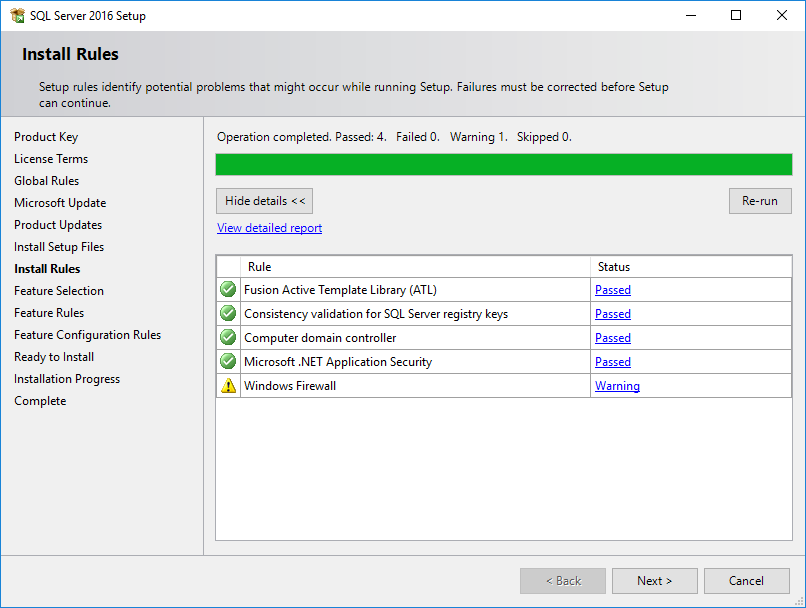 SQL Server 2016 Setup
Install Rules
Setup rules identify potential problems that might occur while running Setup. Failures must be corrected before Setup
can continue.
Product Key
License Terms
Global Rules
Microsoft Update
Product Updates
Install Setup Files
Install Rules
Feature Selection
Feature Rules
Feature Configuration Rules
Ready to Install
Installation Progress
Complete
Operation completed. Passed: 4.   Failed 0.   Warning 1.   Skipped 0.
Hide details <<
Re-run
View detailed report
Rule Status
Fusion Active Template Library (ATL) Passed
Consistency validation for SQL Server registry keys Passed
Computer domain controller Passed
Microsoft .NET Application Security Passed
Windows Firewall Warning
< Back
Next >
Cancel